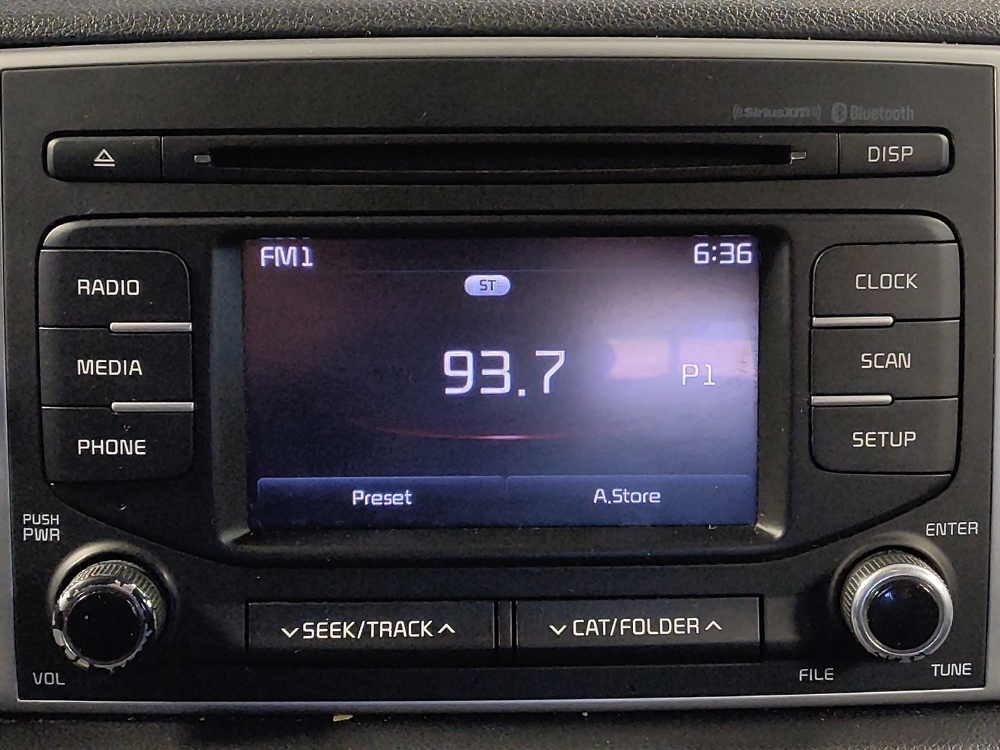 SiriusXM Bluetooth
DISP
FM1 6:36
ST
RADIO
CLOCK
MEDIA
93.7 P1
SCAN
PHONE
SETUP
Preset A.Store
PUSH
PWR
ENTER
SEEK/TRACK
CAT/FOLDER
VOL
FILE
TUNE